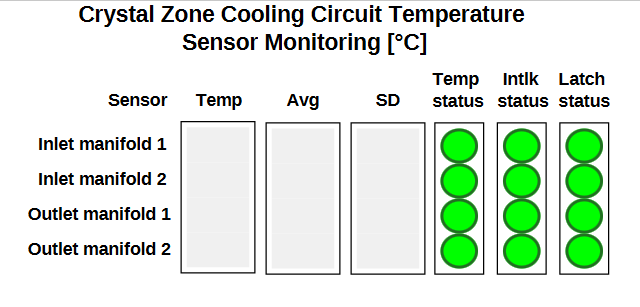 Crystal Zone Cooling Circuit Temperature
Sensor Monitoring [°C]
Sensor Temp Avg SD Temp status Intlk status Latch status
Inlet manifold 1
Inlet manifold 2
Outlet manifold 1
Outlet manifold 2